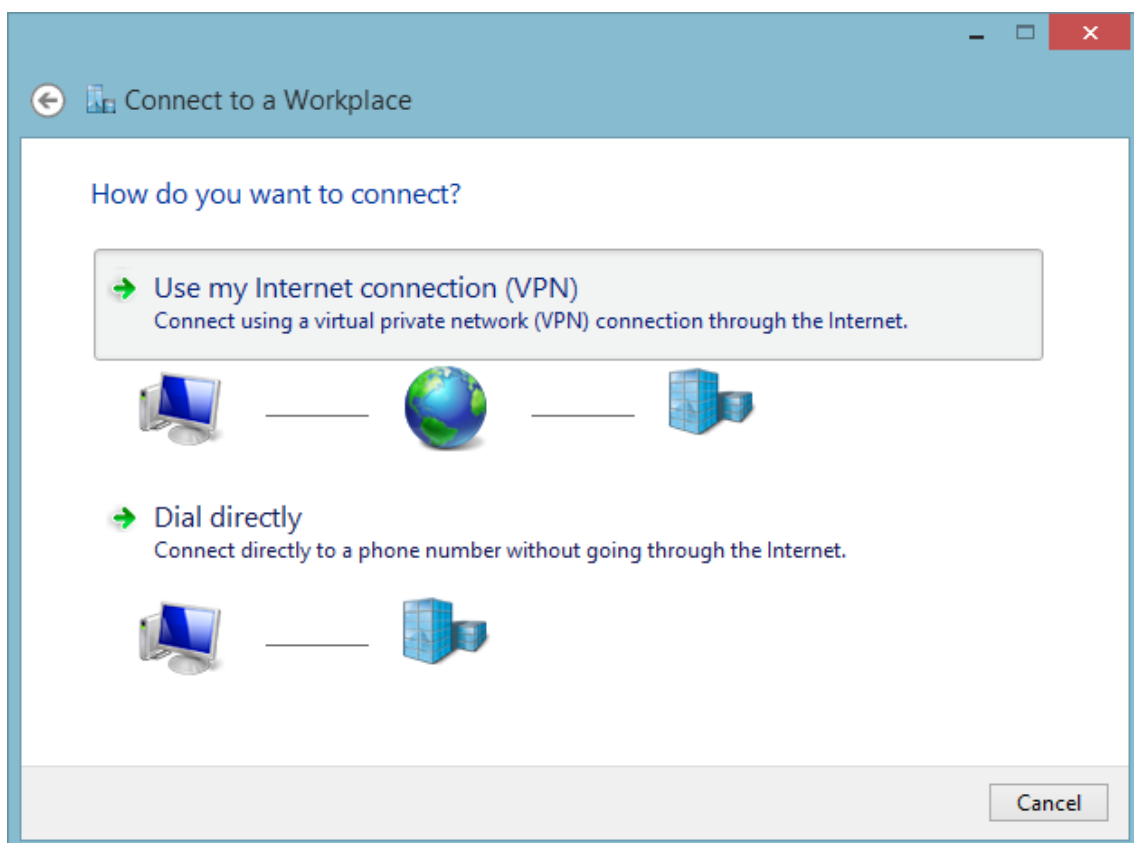 Connect to a Workplace
How do you want to connect?
Use my Internet connection (VPN)
Connect using a virtual private network (VPN) connection through the Internet.
Dial directly
Connect directly to a phone number without going through the Internet.
Cancel